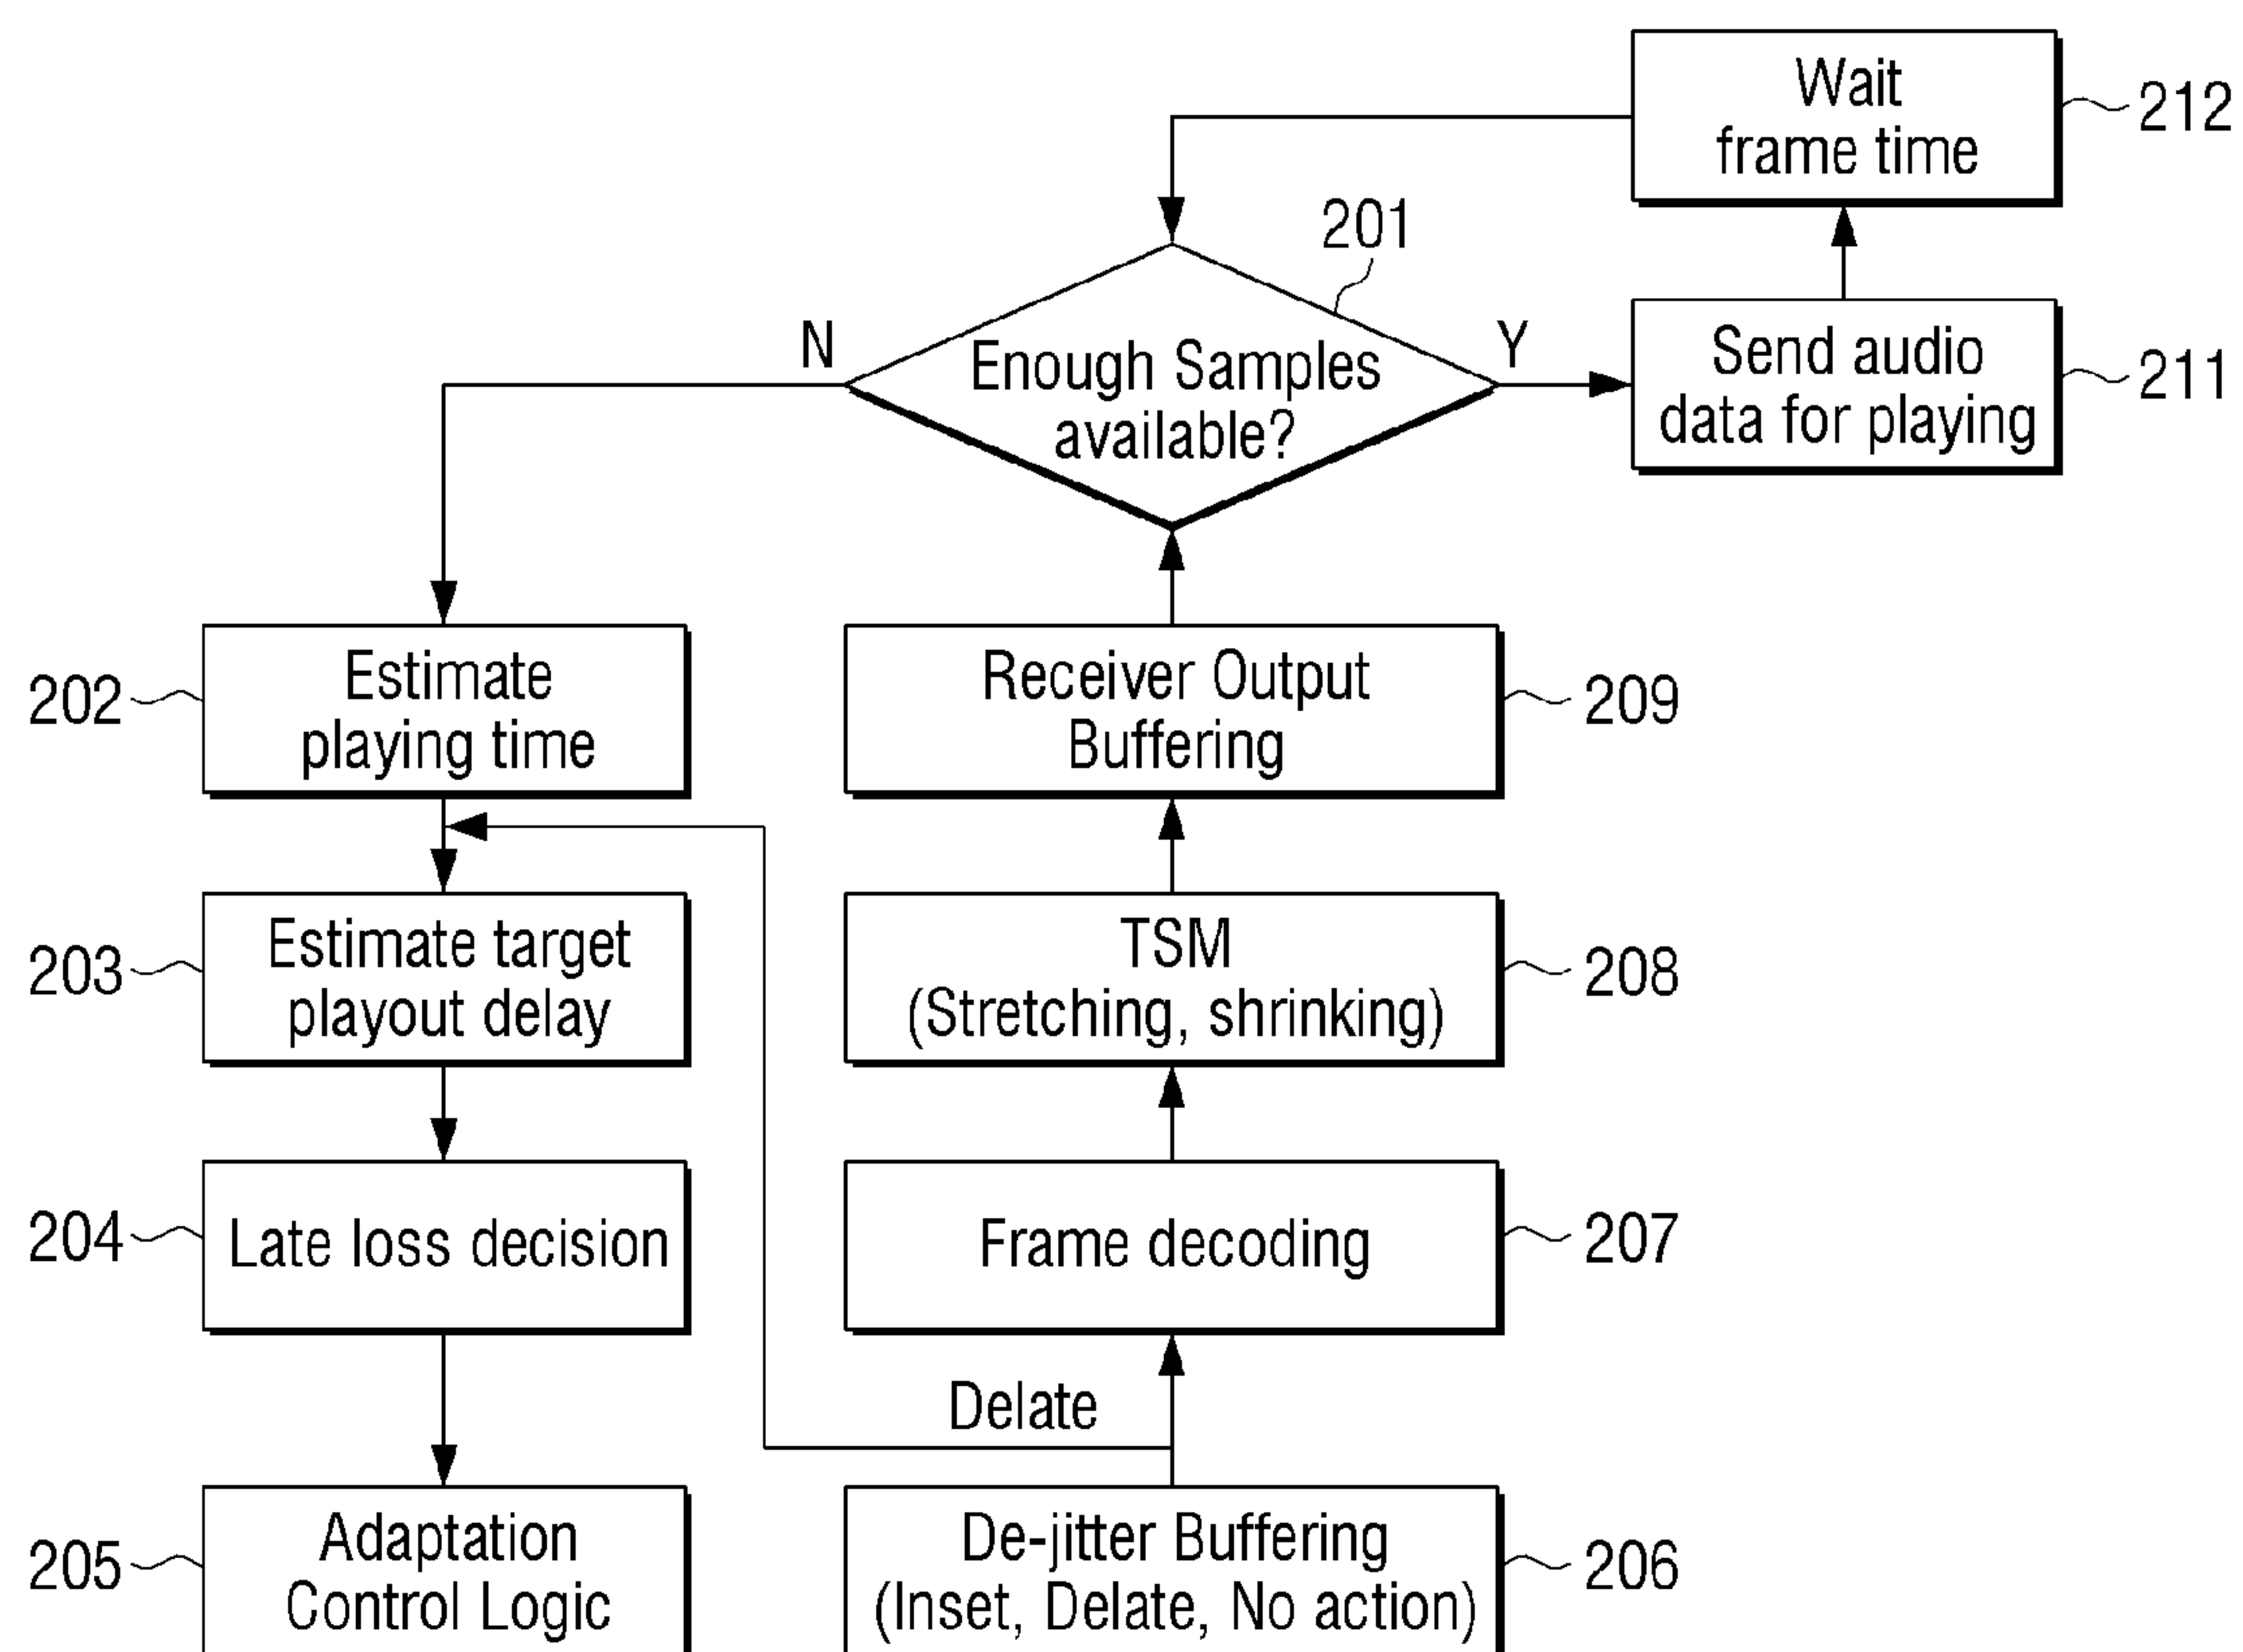 Wait
frame time
212
201
N
Enough Samples
available?
Y
Send audio
data for playing
211
202
Estimate
playing time
Receiver Output
Buffering
209
203
Estimate target
playout delay
TSM
(Stretching, shrinking)
208
204
Late loss decision
Frame decoding
207
Delate
205
Adaptation
Control Logic
De-jitter Buffering
(Inset, Delate, No action)
206